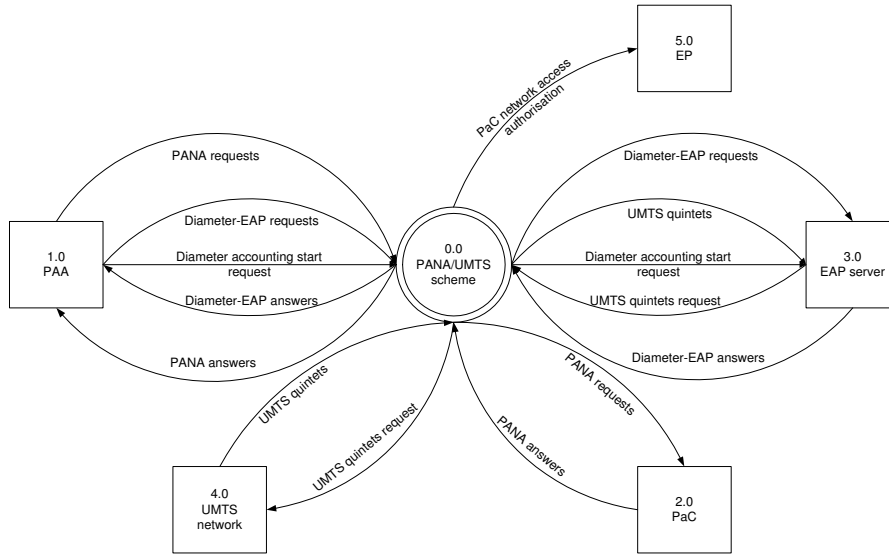 5.0
EP
PaC network access
authorisation
PANA requests
Diameter-EAP requests
Diameter-EAP requests
UMTS quintets
1.0
PAA
Diameter accounting start
request
0.0
PANA/UMTS
scheme
Diameter accounting start
request
3.0
EAP server
Diameter-EAP answers
UMTS quintets request
PANA answers
Diameter-EAP answers
UMTS quintets
UMTS quintets request
PANA requests
PANA answers
4.0
UMTS
network
2.0
PaC